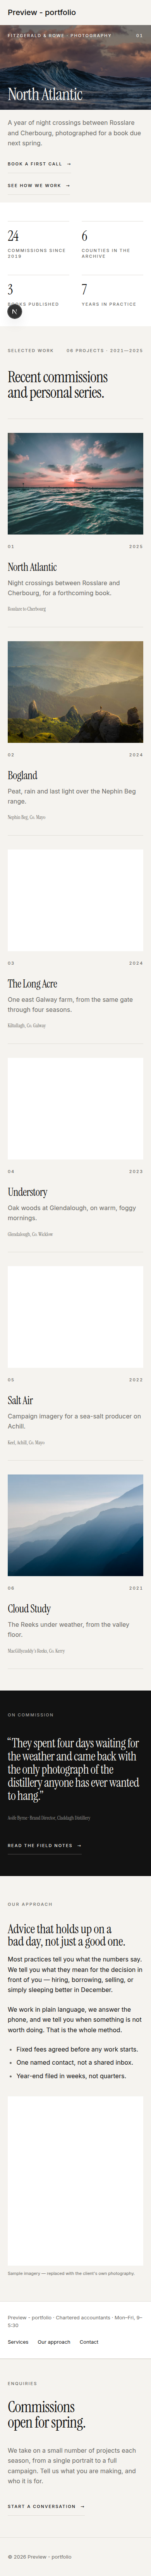 Preview - portfolio
FITZGERALD & ROWE · PHOTOGRAPHY 01
North Atlantic
A year of night crossings between Rosslare
and Cherbourg, photographed for a book due
next spring.
BOOK A FIRST CALL →
SEE HOW WE WORK →
24 6
COMMISSIONS SINCE COUNTIES IN THE
2019 ARCHIVE
3 7
BOOKS PUBLISHED YEARS IN PRACTICE
N
SELECTED WORK 06 PROJECTS · 2021—2025
Recent commissions
and personal series.
01 2025
North Atlantic
Night crossings between Rosslare and
Cherbourg, for a forthcoming book.
Rosslare to Cherbourg
02 2024
Bogland
Peat, rain and last light over the Nephin Beg
range.
Nephin Beg, Co. Mayo
03 2024
The Long Acre
One east Galway farm, from the same gate
through four seasons.
Kiltullagh, Co. Galway
04 2023
Understory
Oak woods at Glendalough, on warm, foggy
mornings.
Glendalough, Co. Wicklow
05 2022
Salt Air
Campaign imagery for a sea-salt producer on
Achill.
Keel, Achill, Co. Mayo
06 2021
Cloud Study
The Reeks under weather, from the valley
floor.
MacGillycuddy's Reeks, Co. Kerry
ON COMMISSION
“They spent four days waiting for
the weather and came back with
the only photograph of the
distillery anyone has ever wanted
to hang.”
Aoife Byrne · Brand Director, Claddagh Distillery
READ THE FIELD NOTES →
OUR APPROACH
Advice that holds up on a
bad day, not just a good one.
Most practices tell you what the numbers say.
We tell you what they mean for the decision in
front of you — hiring, borrowing, selling, or
simply sleeping better in December.
We work in plain language, we answer the
phone, and we tell you when something is not
worth doing. That is the whole method.
• Fixed fees agreed before any work starts.
• One named contact, not a shared inbox.
• Year-end filed in weeks, not quarters.
Sample imagery — replaced with the client's own photography.
Preview - portfolio · Chartered accountants · Mon–Fri, 9–
5:30
Services Our approach Contact
ENQUIRIES
Commissions
open for spring.
We take on a small number of projects each
season, from a single portrait to a full
campaign. Tell us what you are making, and
who it is for.
START A CONVERSATION →
© 2026 Preview - portfolio